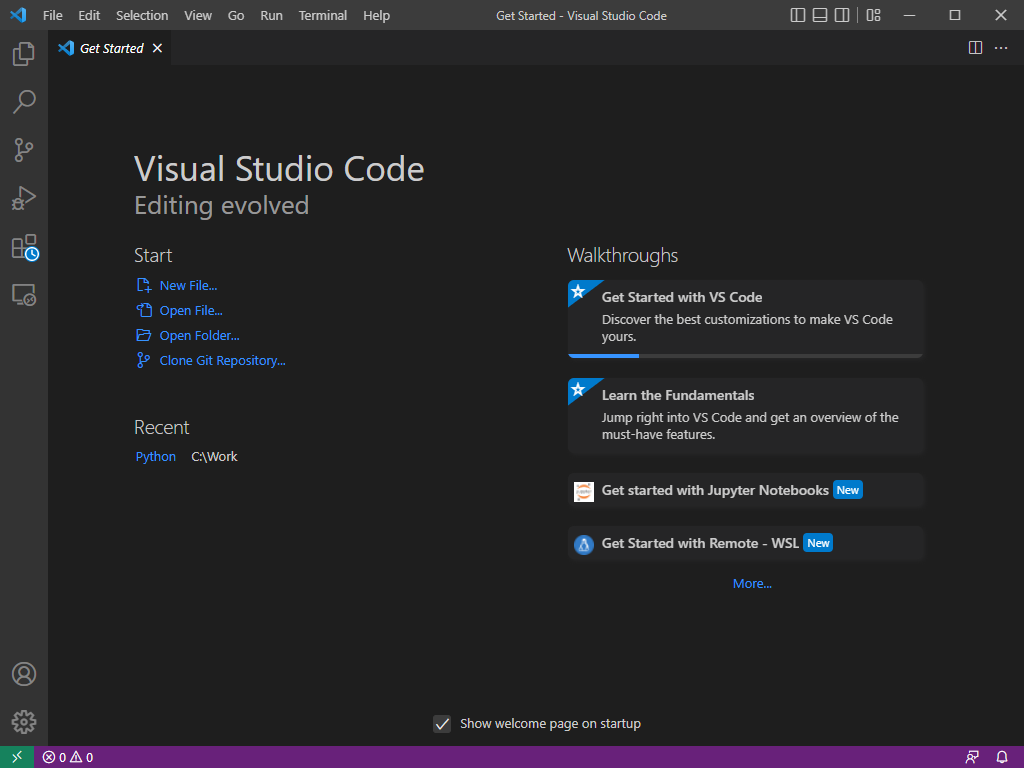 File Edit Selection View Go Run Terminal Help Get Started - Visual Studio Code
Get Started
Visual Studio Code
Editing evolved
Start
New File...
Open File...
Open Folder...
Clone Git Repository...
Recent
Python C:\Work
Walkthroughs
Get Started with VS Code
Discover the best customizations to make VS Code
yours.
Learn the Fundamentals
Jump right into VS Code and get an overview of the
must-have features.
Get started with Jupyter Notebooks New
Get Started with Remote - WSL New
More...
Show welcome page on startup
0 0